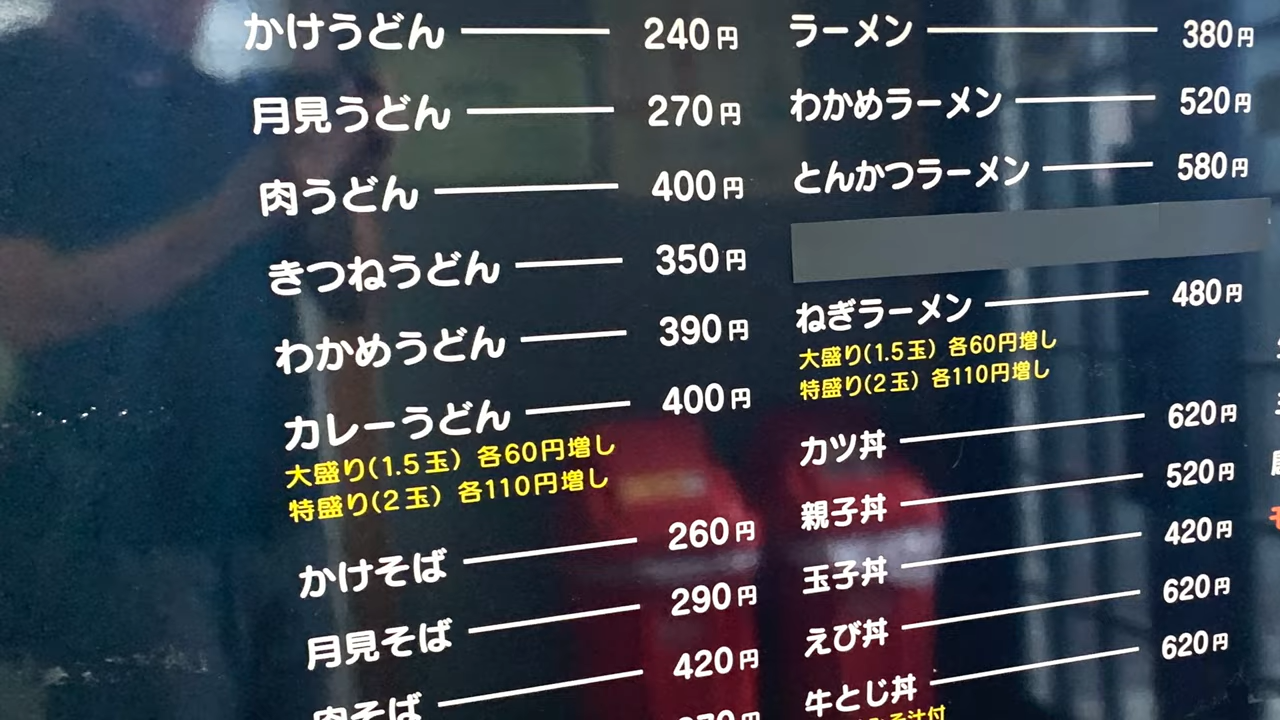 かけうどん 240円
月見うどん 270円
肉うどん 400円
きつねうどん 350円
わかめうどん 390円
カレーうどん 400円
大盛り(1.5玉) 各60円増し
特盛り(2玉) 各110円増し
かけそば 260円
月見そば 290円
肉そば 420円
ラーメン 380円
わかめラーメン 520円
とんかつラーメン 580円
ねぎラーメン 480円
大盛り(1.5玉) 各60円増し
特盛り(2玉) 各110円増し
カツ丼 620円
親子丼 520円
玉子丼 420円
えび丼 620円
牛とじ丼 620円